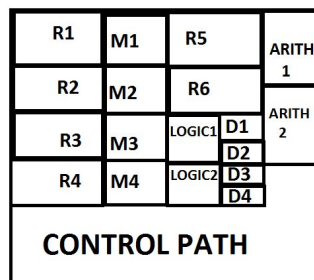 R1
M1
R5
ARITH
1
R2
M2
R6
ARITH
2
R3
M3
LOGIC1
D1
D2
R4
M4
LOGIC2
D3
D4
CONTROL PATH